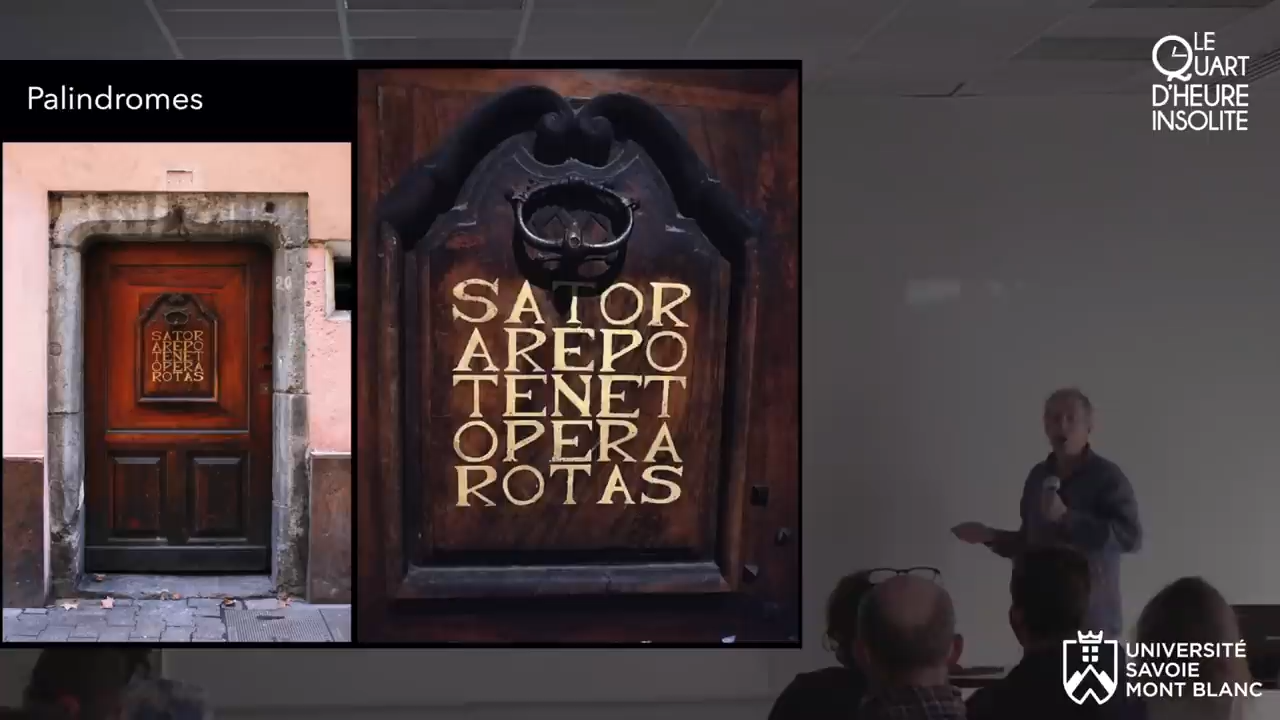 Palindromes
20
SATOR
AREPO
TENET
OPERA
ROTAS
SATOR
AREPO
TENET
OPERA
ROTAS
LE
QUART
D'HEURE
INSOLITE
UNIVERSITÉ
SAVOIE
MONT BLANC